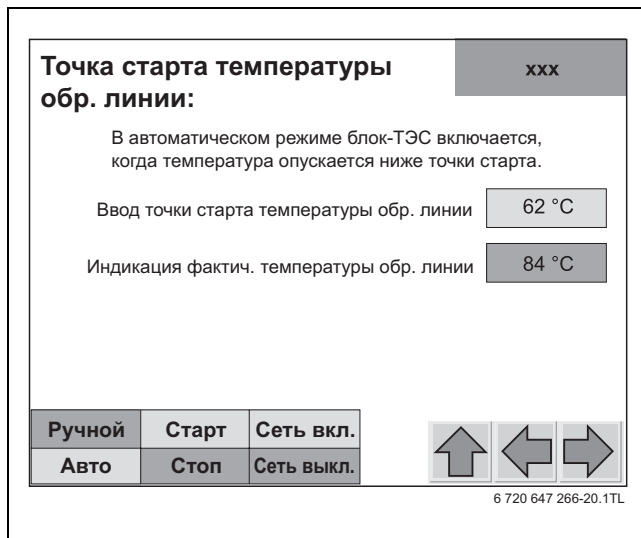 Точка старта температуры
обр. линии:
xxx
В автоматическом режиме блок-ТЭС включается,
когда температура опускается ниже точки старта.
Ввод точки старта температуры обр. линии 62 °C
Индикация фактич. температуры обр. линии 84 °C
Ручной Старт Сеть вкл.
Авто Стоп Сеть выкл.
6 720 647 266-20.1TL